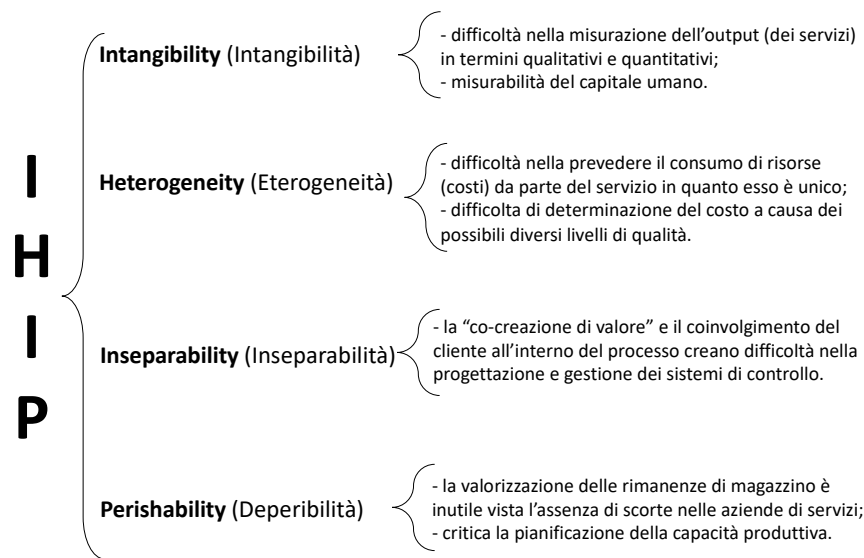 I
H
I
P
Intangibility (Intangibilità)
- difficoltà nella misurazione dell’output (dei servizi)
in termini qualitativi e quantitativi;
- misurabilità del capitale umano.
Heterogeneity (Eterogeneità)
- difficoltà nella prevedere il consumo di risorse
(costi) da parte del servizio in quanto esso è unico;
- difficolta di determinazione del costo a causa dei
possibili diversi livelli di qualità.
Inseparability (Inseparabilità)
- la “co-creazione di valore” e il coinvolgimento del
cliente all’interno del processo creano difficoltà nella
progettazione e gestione dei sistemi di controllo.
Perishability (Deperibilità)
- la valorizzazione delle rimanenze di magazzino è
inutile vista l’assenza di scorte nelle aziende di servizi;
- critica la pianificazione della capacità produttiva.